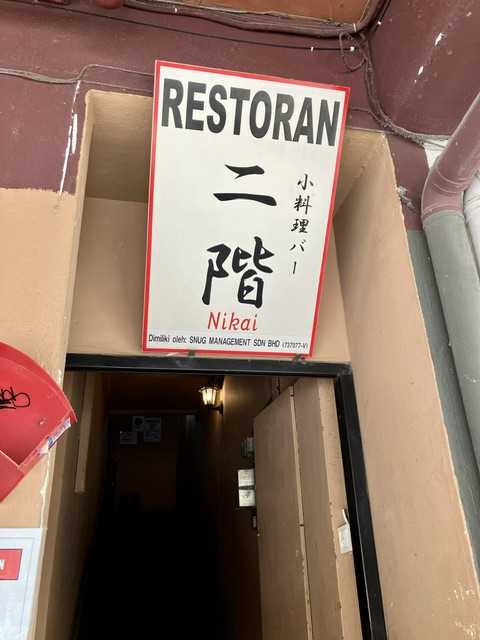 RESTORAN
二階
小料理バー
Nikai
Dimiliki oleh: SNUG MANAGEMENT SDN BHD (737077-V)